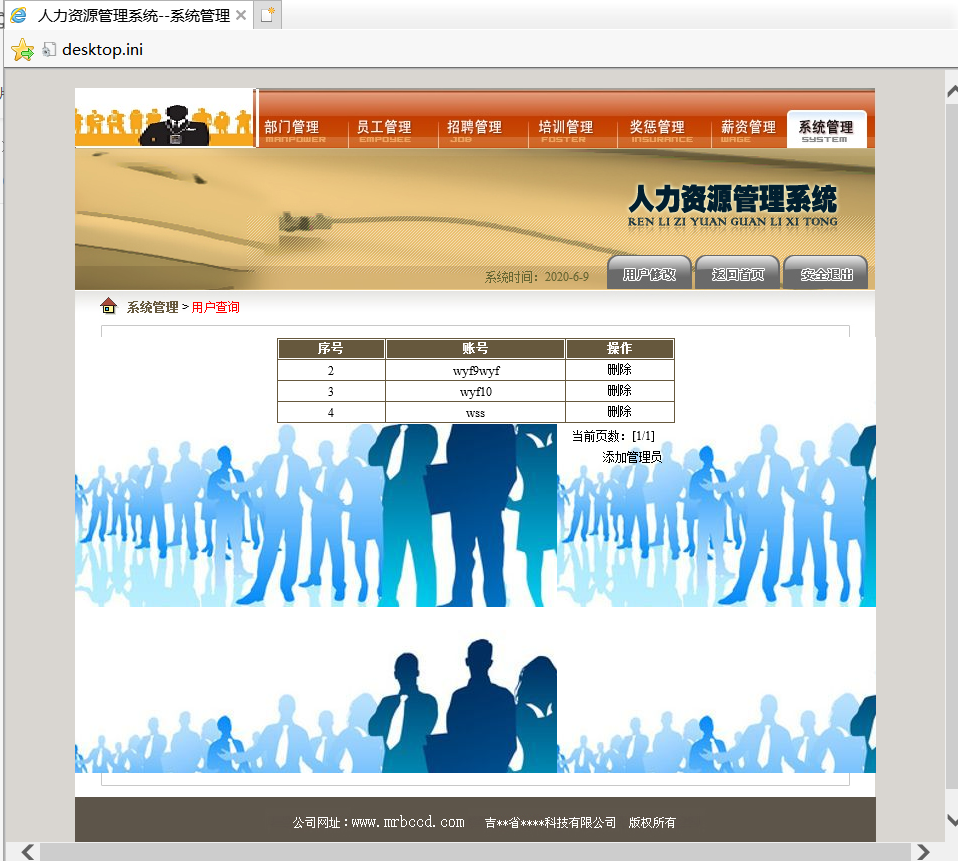 人力资源管理系统--系统管理
desktop.ini
部门管理 员工管理 招聘管理 培训管理 奖惩管理 薪资管理 系统管理
MANPOWER EMPOYEE JOB FOSTER INSURANCE WAGE SYSTEM
人力资源管理系统
REN LI ZI YUAN GUAN LI XI TONG
系统时间：2020-6-9 用户修改 返回首页 安全退出
系统管理 > 用户查询
序号 账号 操作
2 wyf9wyf 删除
3 wyf10 删除
4 wss 删除
当前页数：[1/1]
添加管理员
公司网址：www.mrbccd.com 吉**省****科技有限公司 版权所有